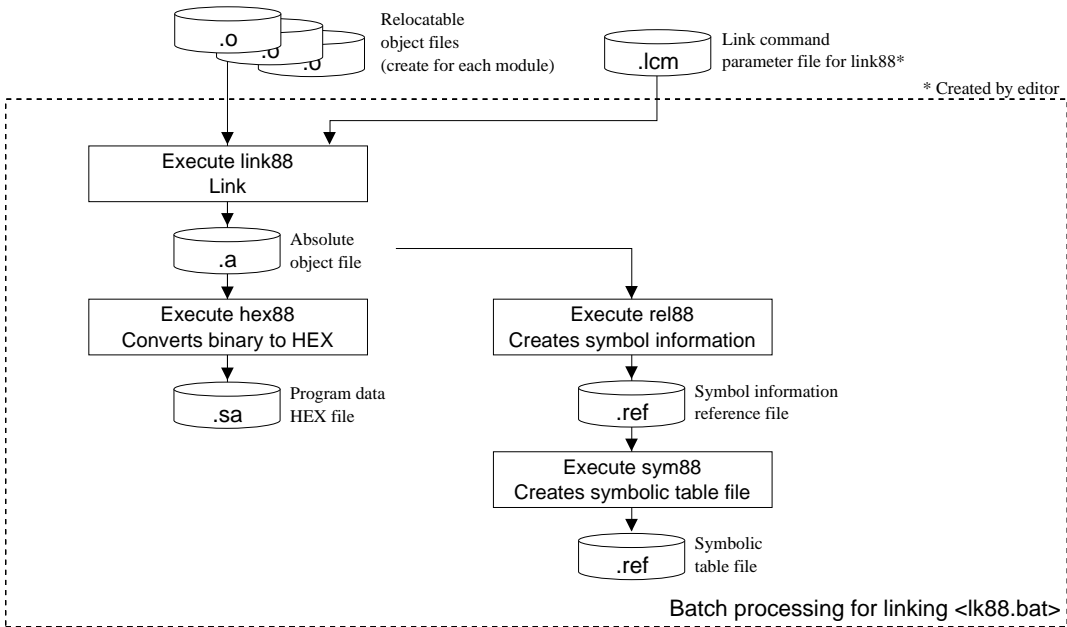 .o
.o
.o
Relocatable
object files
(create for each module)
.lcm
Link command
parameter file for link88*
* Created by editor
Execute link88
Link
.a
Absolute
object file
Execute hex88
Converts binary to HEX
Execute rel88
Creates symbol information
.sa
Program data
HEX file
.ref
Symbol information
reference file
Execute sym88
Creates symbolic table file
.ref
Symbolic
table file
Batch processing for linking <lk88.bat>